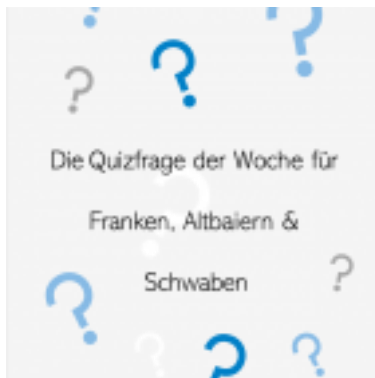 Die Quizfrage der Woche für
Franken, Altbaiern &
Schwaben